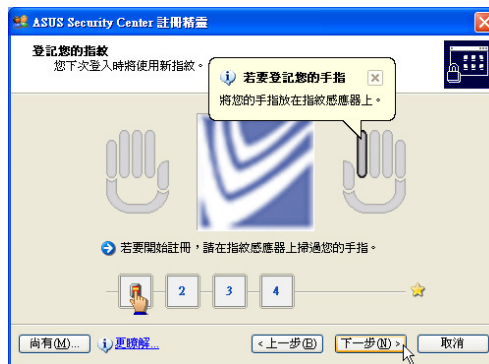 ASUS Security Center 註冊精靈
登記您的指紋
您下次登入時將使用新指紋。
若要登記您的手指
將您的手指放在指紋感應器上。
若要開始註冊，請在指紋感應器上掃過您的手指。
2 3 4
尚有(M)... 更瞭解... <上一步(B) 下一步(N)> 取消